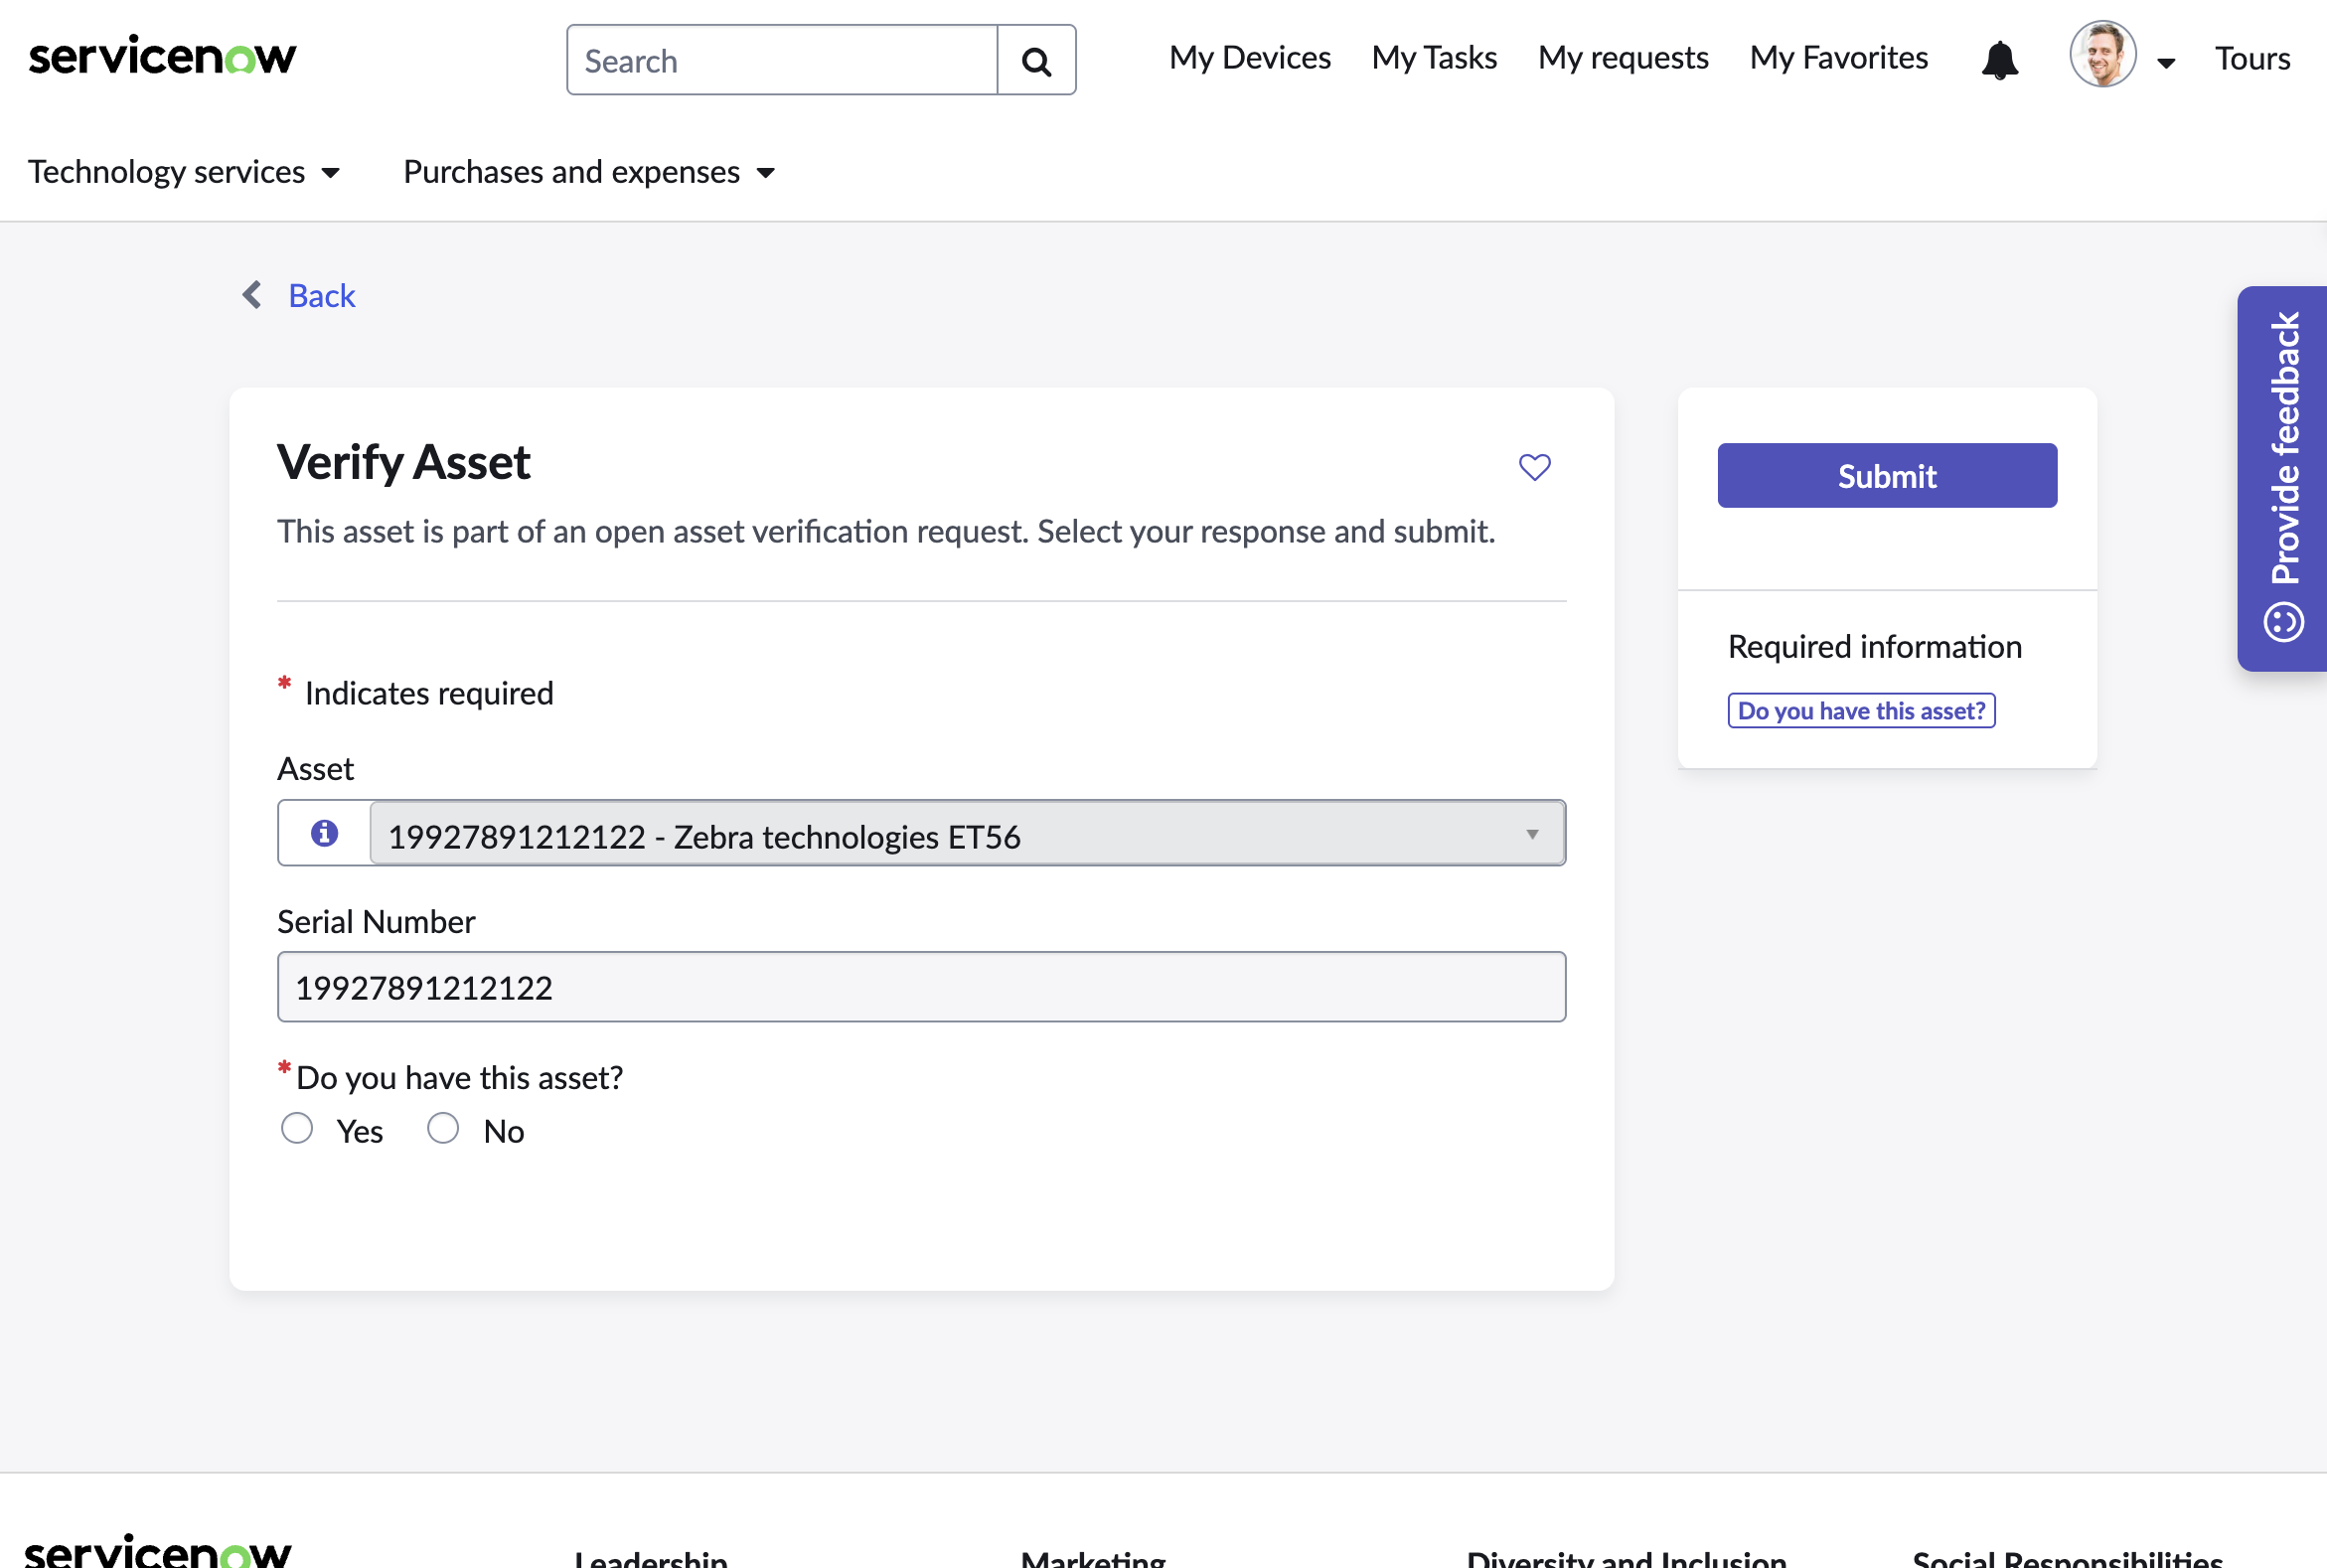 servicenow
Search
My Devices
My Tasks
My requests
My Favorites
Tours
Technology services
Purchases and expenses
Back
Provide feedback
Verify Asset
This asset is part of an open asset verification request. Select your response and submit.
Submit
Required information
Do you have this asset?
* Indicates required
Asset
19927891212122 - Zebra technologies ET56
Serial Number
19927891212122
*Do you have this asset?
Yes
No
servicenow
Leadership
Marketing
Diversity and Inclusion
Social Responsibilities